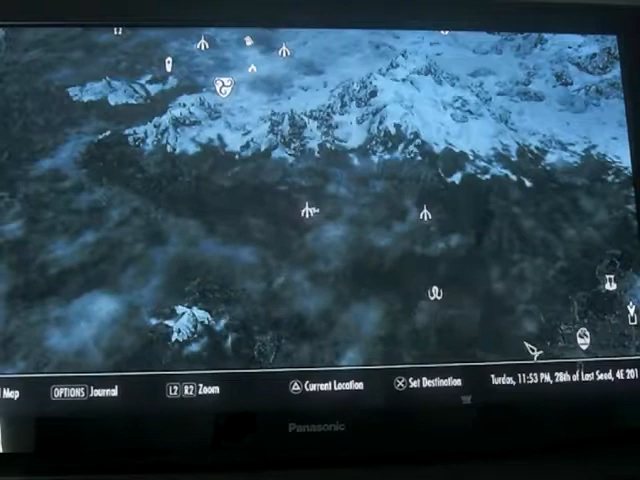 Map OPTIONS Journal L2 R2 Zoom Current Location Set Destination Turdas, 11:53 PM, 28th of Last Seed, 4E 201
Panasonic